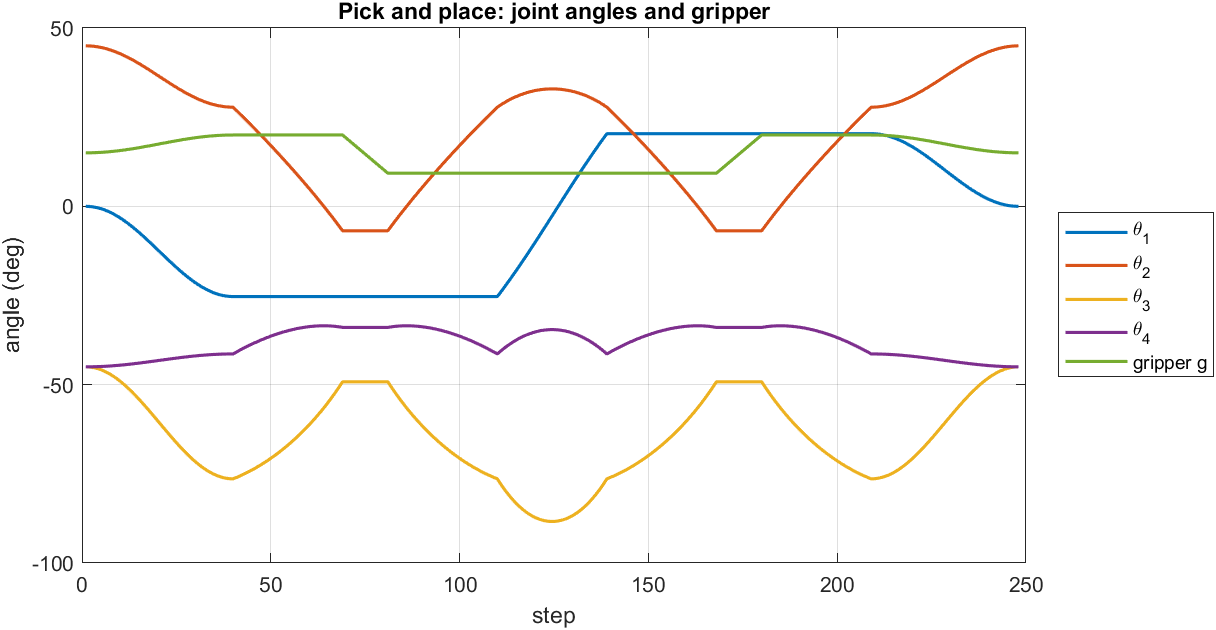 Pick and place: joint angles and gripper
50
0
-50
-100
angle (deg)
0
50
100
150
200
250
step
θ1
θ2
θ3
θ4
gripper g